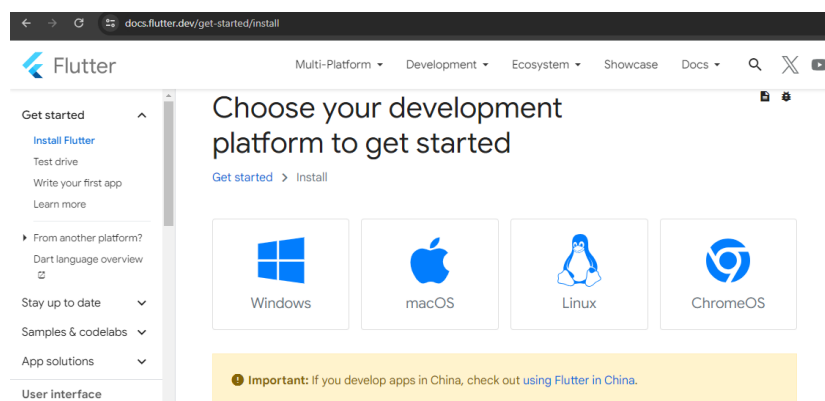 docs.flutter.dev/get-started/install
Flutter
Multi-Platform
Development
Ecosystem
Showcase
Docs
Get started
Install Flutter
Test drive
Write your first app
Learn more
From another platform?
Dart language overview
Stay up to date
Samples & codelabs
App solutions
User interface
Choose your development
platform to get started
Get started > Install
Windows
macOS
Linux
ChromeOS
Important: If you develop apps in China, check out using Flutter in China.